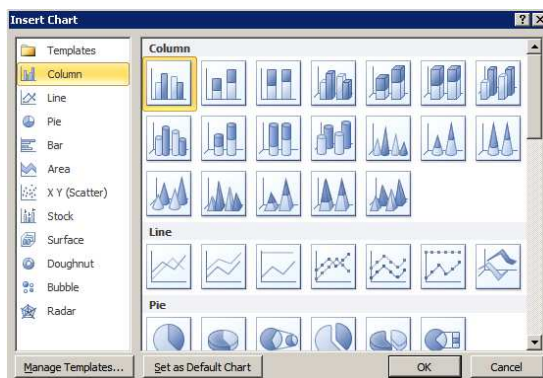 Insert Chart
Templates
Column
Line
Pie
Bar
Area
X Y (Scatter)
Stock
Surface
Doughnut
Bubble
Radar
Column
Line
Pie
Manage Templates...
Set as Default Chart
OK
Cancel